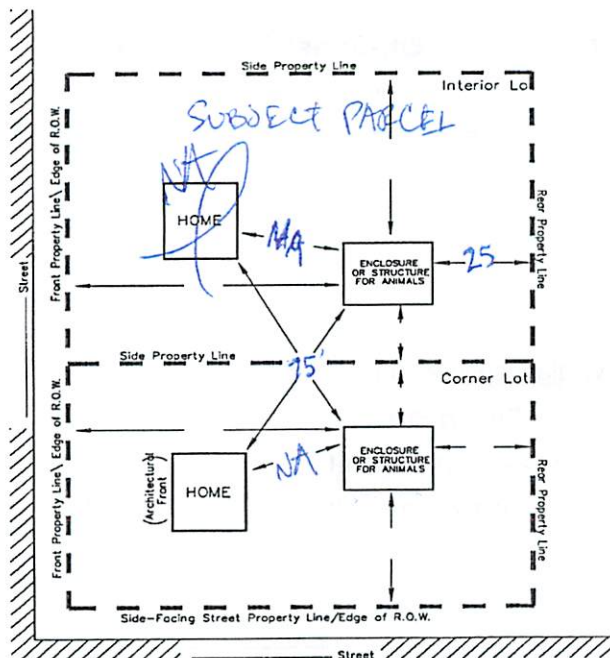 Side Property Line
Interior Lo
SUBJECT PARCEL
Front Property Line\ Edge of R.O.W.
NA
HOME
NA
ENCLOSURE
OR STRUCTURE
FOR ANIMALS
25
Rear Property Line
Street
Side Property Line
75'
Corner Lot
Front Property Line\ Edge of R.O.W.
(Architectural
Front)
HOME
NA
ENCLOSURE
OR STRUCTURE
FOR ANIMALS
Rear Property Line
Side-Facing Street Property Line/Edge of R.O.W.
Street